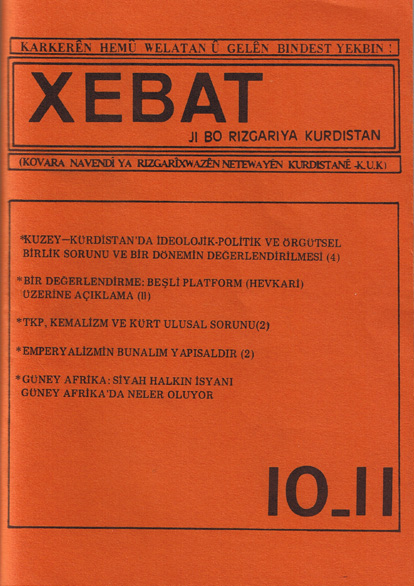 KARKERÊN HEMÛ WELATAN Û GELÊN BINDEST YEKBIN !
XEBAT
JI BO RIZGARIYA KURDISTAN
(KOVARA NAVENDÎ YA RIZGARÎXWAZÊN NETEWAYÊN KURDISTANÊ -K.U.K)
*KUZEY—KÜRDİSTAN'DA İDEOLOJİK-POLİTİK VE ÖRGÜTSEL
BİRLİK SORUNU VE BİR DÖNEMİN DEĞERLENDİRİLMESİ (4)
* BİR DEĞERLENDİRME: BEŞLİ PLATFORM (HEVKARİ)
ÜZERİNE AÇIKLAMA (II)
*TKP, KEMALİZM VE KÜRT ULUSAL SORUNU(2)
*EMPERYALİZMİN BUNALIM YAPISALDIR (2)
*GÜNEY AFRİKA: SİYAH HALKIN İSYANI
GÜNEY AFRİKA'DA NELER OLUYOR
10_11